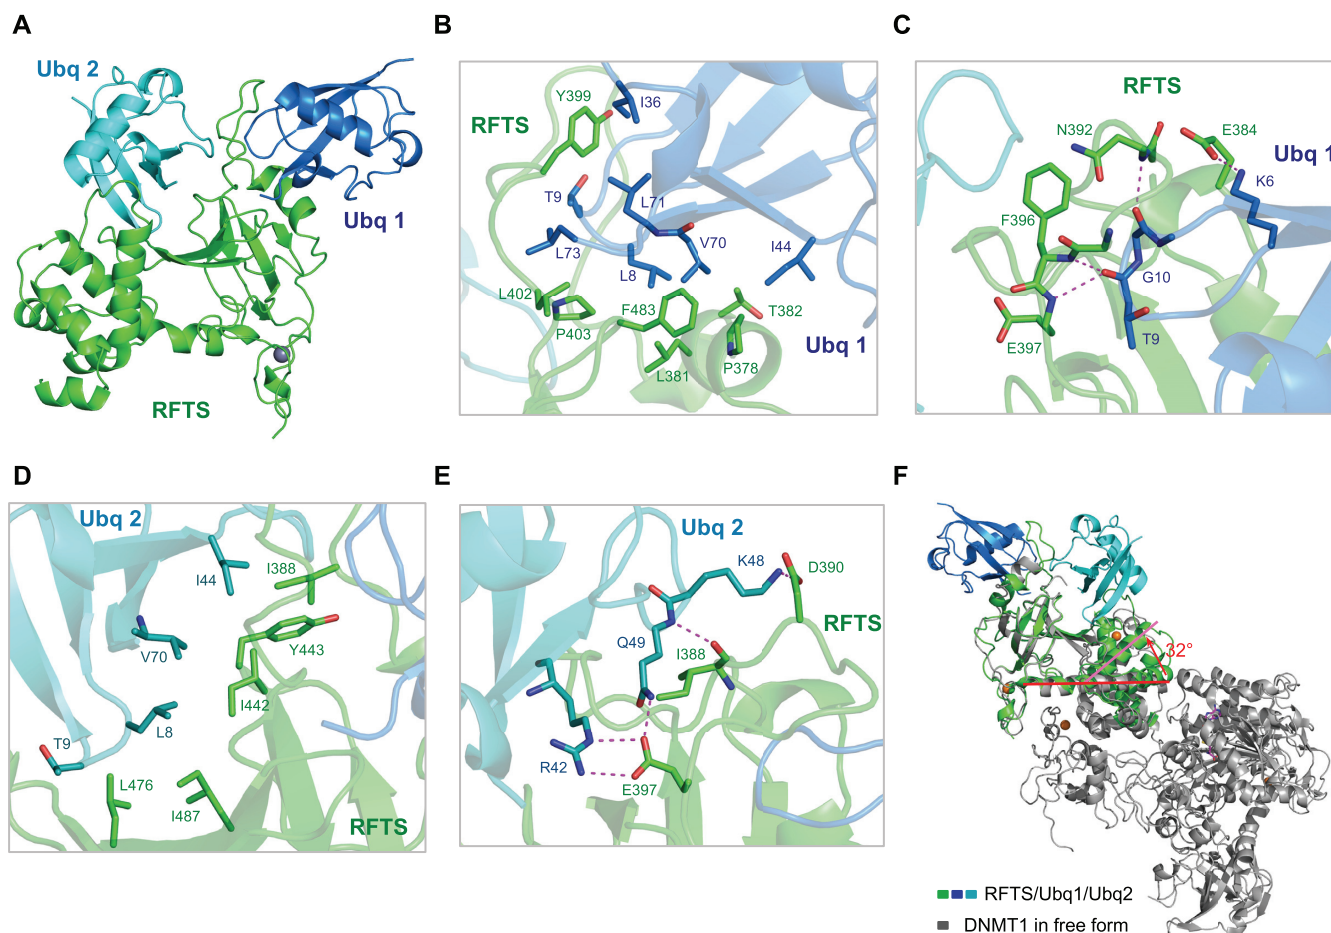 A
Ubq 2
Ubq 1
RFTS
B
Y399
I36
RFTS
T9
L71
V70
I44
L73
L8
L402
F483
T382
P403
L381
P378
Ubq 1
C
RFTS
N392
E384
Ubq 1
K6
F396
G10
E397
T9
D
Ubq 2
I44
I388
V70
Y443
I442
L8
T9
L476
I487
RFTS
E
Ubq 2
K48
D390
Q49
I388
RFTS
R42
E397
F
32°
RFTS/Ubq1/Ubq2
DNMT1 in free form